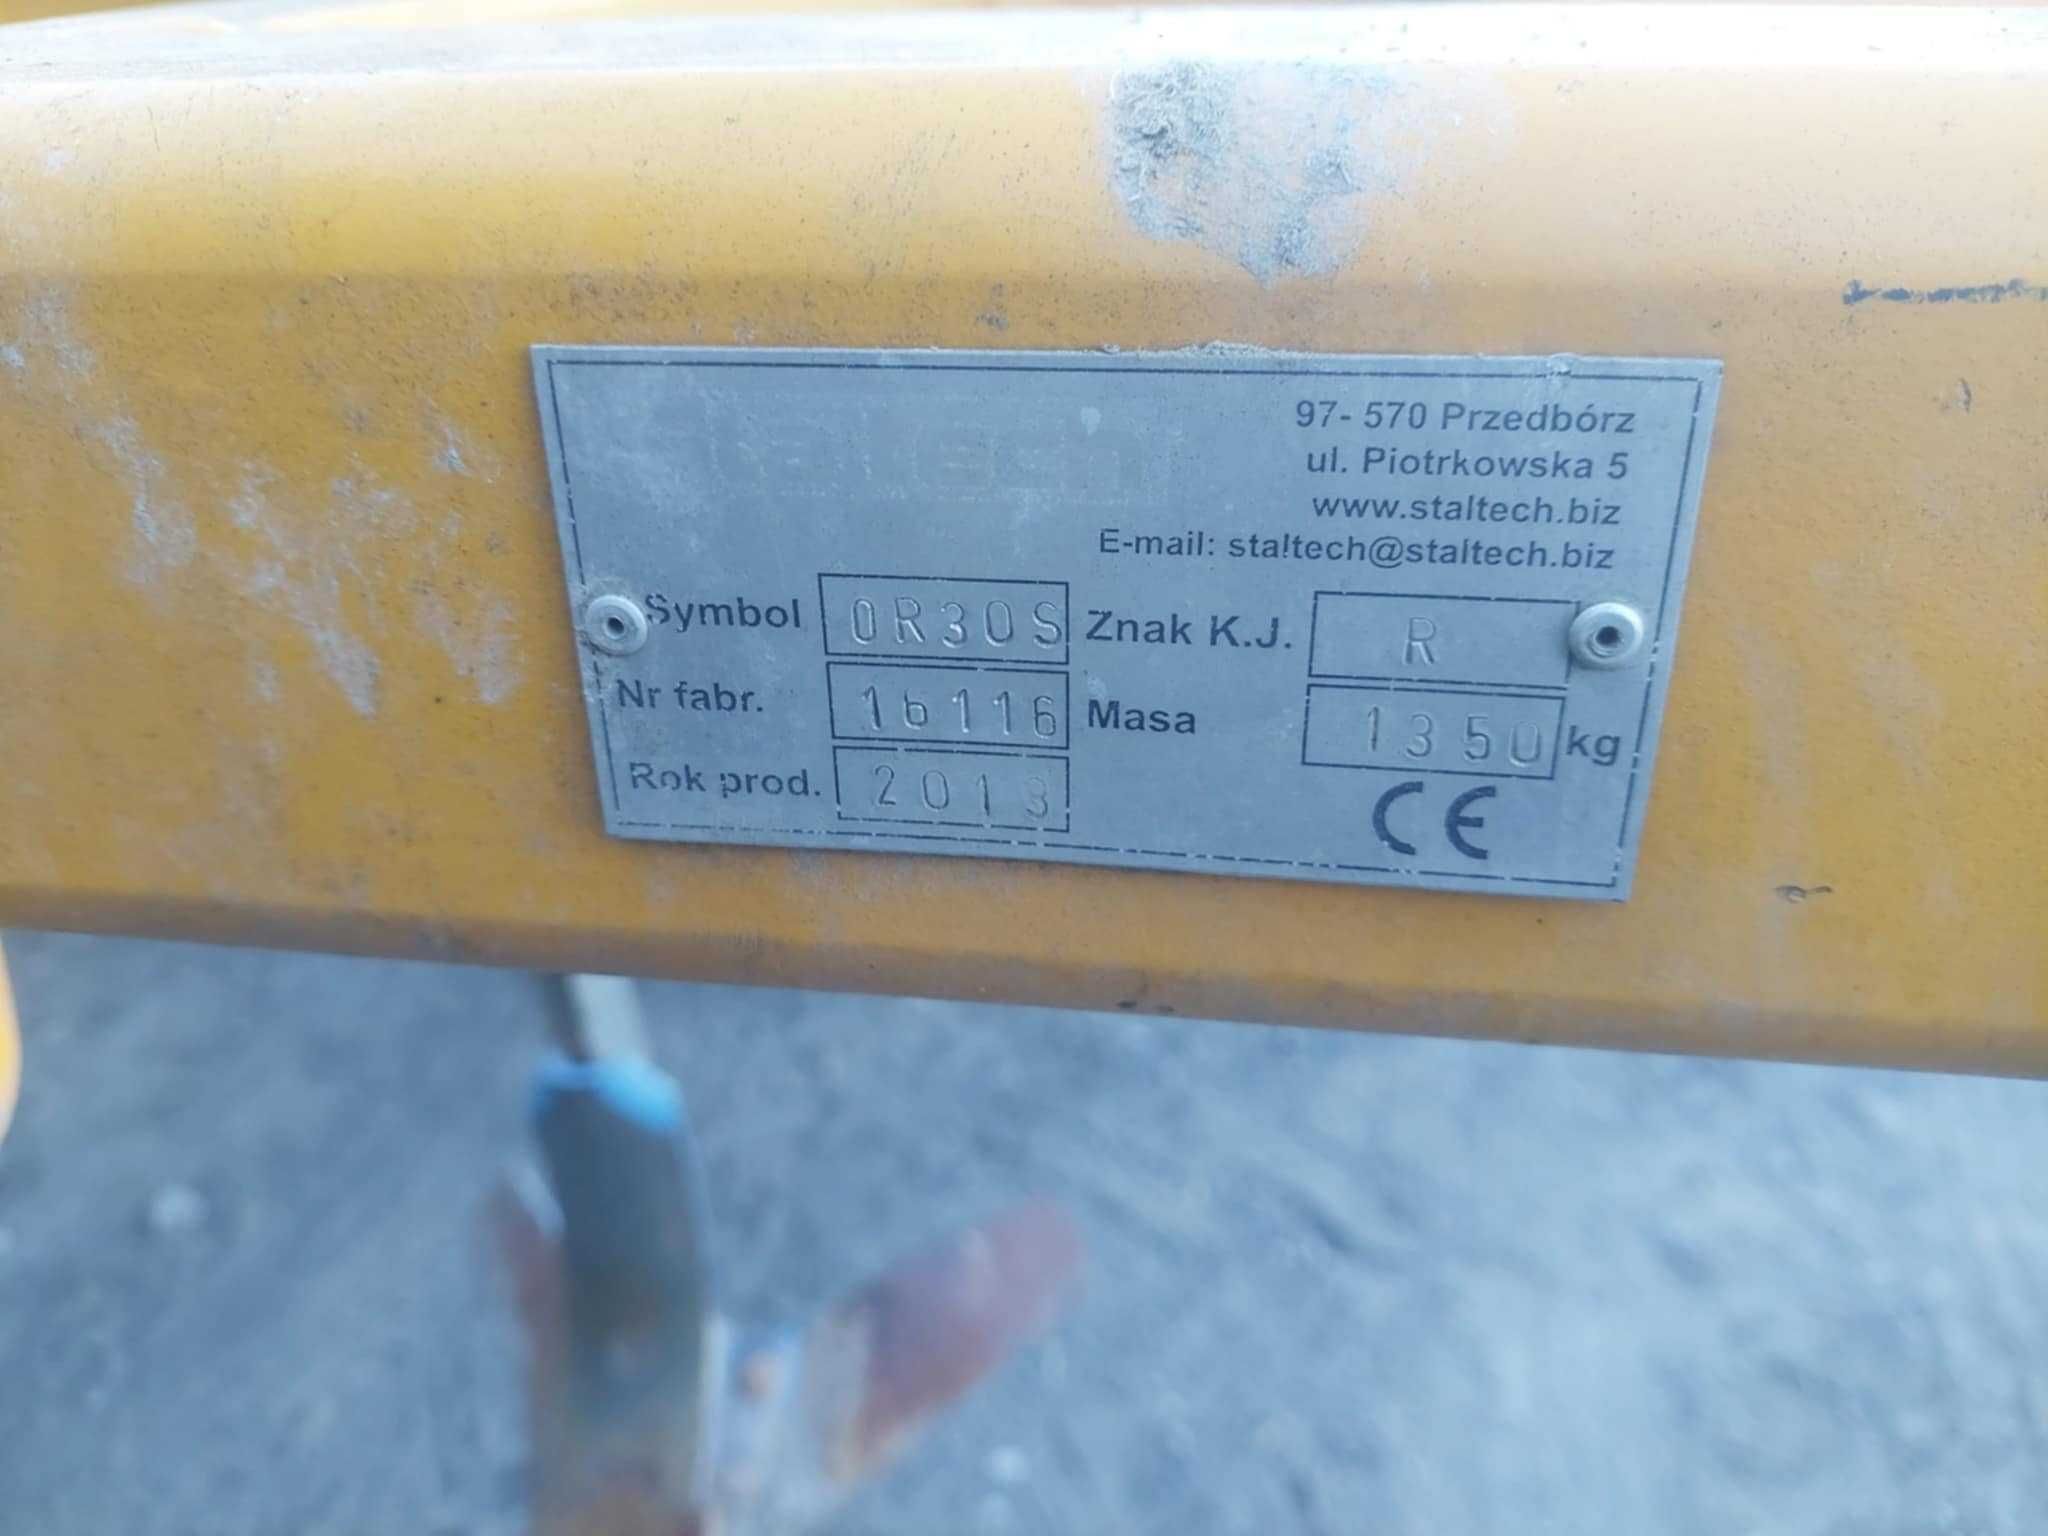 97- 570 Przedbórz
ul. Piotrkowska 5
www.staltech.biz
E-mail: staltech@staltech.biz
Symbol 0R30S Znak K.J. R
Nr fabr. 16116 Masa 1350 kg
Rok prod. 2013
CE